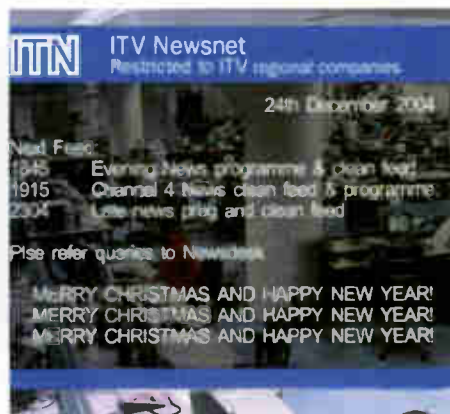 ITN
ITV Newsnet
Restricted to ITV regional companies
24th December 2004
Next Feed:
1845 Evening News programme & clean feed
1915 Channel 4 News clean feed & programme
Late news prog and clean feed
Plse refer queries to Newsdesk
MERRY CHRISTMAS AND HAPPY NEW YEAR!
MERRY CHRISTMAS AND HAPPY NEW YEAR!
MERRY CHRISTMAS AND HAPPY NEW YEAR!